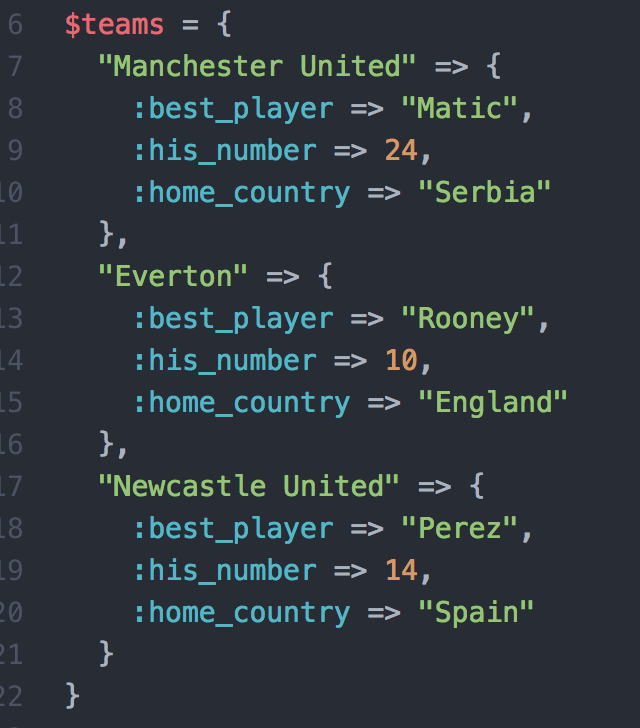 6 $teams = {
7 "Manchester United" => {
8 :best_player => "Matic",
9 :his_number => 24,
10 :home_country => "Serbia"
11 },
12 "Everton" => {
13 :best_player => "Rooney",
14 :his_number => 10,
15 :home_country => "England"
16 },
17 "Newcastle United" => {
18 :best_player => "Perez",
19 :his_number => 14,
20 :home_country => "Spain"
21 }
22 }